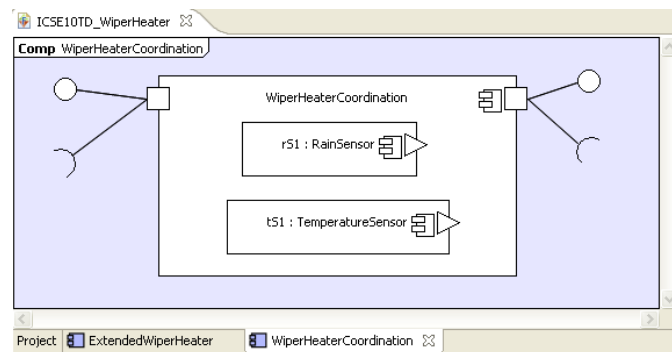 ICSE10TD_WiperHeater
Comp WiperHeaterCoordination
WiperHeaterCoordination
rS1 : RainSensor
tS1 : TemperatureSensor
Project ExtendedWiperHeater WiperHeaterCoordination